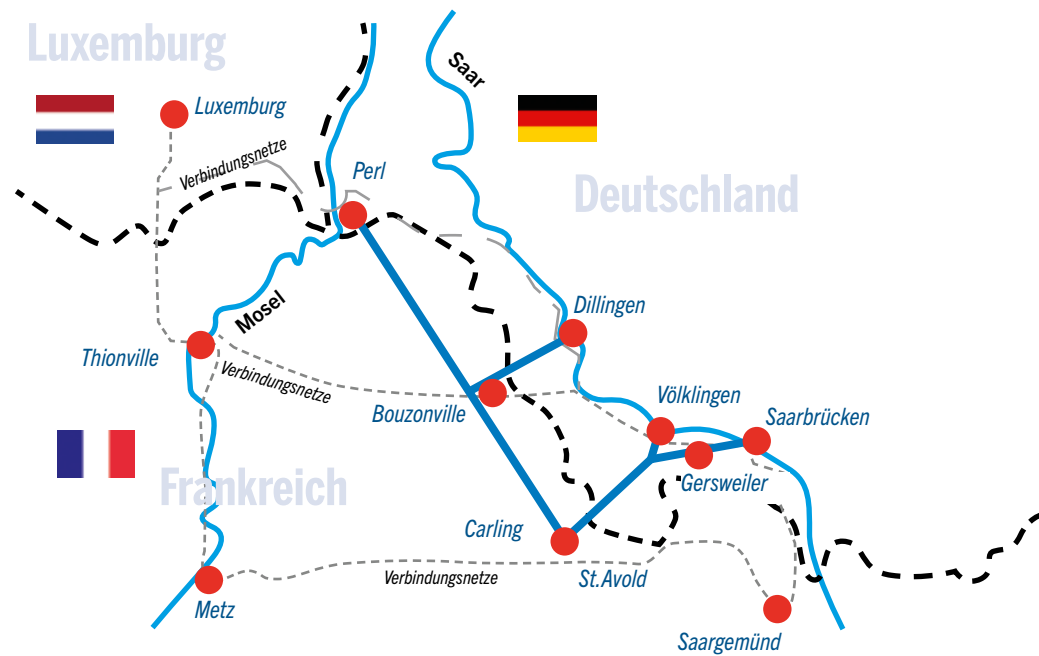 Luxemburg
Saar
Luxemburg
Verbindungsnetze
Perl
Deutschland
Mosel
Dillingen
Thionville
Verbindungsnetze
Bouzonville
Völklingen
Saarbrücken
Frankreich
Gersweiler
Carling
Verbindungsnetze
St.Avold
Metz
Saargemünd